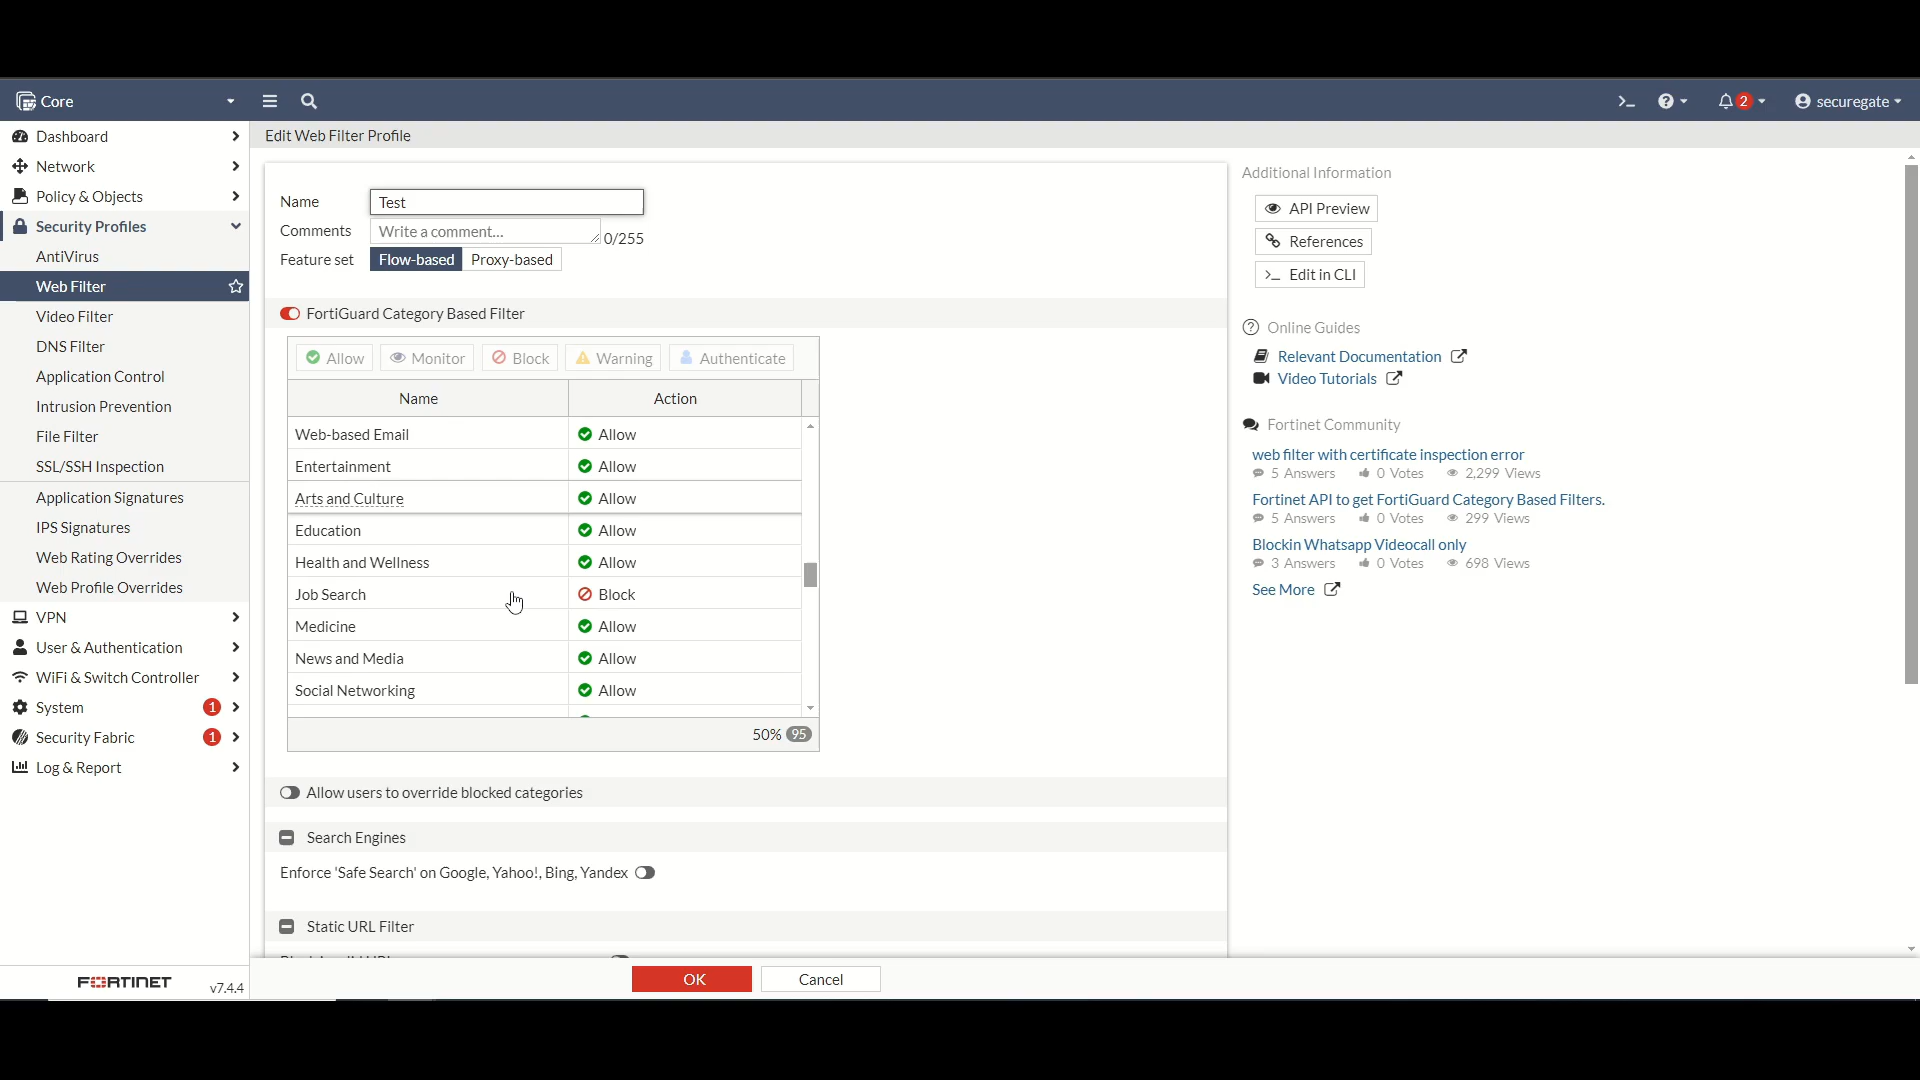 Core
2
securegate
Dashboard
Network
Policy & Objects
Security Profiles
AntiVirus
Web Filter
Video Filter
DNS Filter
Application Control
Intrusion Prevention
File Filter
SSL/SSH Inspection
Application Signatures
IPS Signatures
Web Rating Overrides
Web Profile Overrides
VPN
User & Authentication
WiFi & Switch Controller
System 1
Security Fabric 1
Log & Report
FORTINET v7.4.4
Edit Web Filter Profile
Name Test
Comments Write a comment... 0/255
Feature set Flow-based Proxy-based
FortiGuard Category Based Filter
Allow Monitor Block Warning Authenticate
Name Action
Web-based Email Allow
Entertainment Allow
Arts and Culture Allow
Education Allow
Health and Wellness Allow
Job Search Block
Medicine Allow
News and Media Allow
Social Networking Allow
50% 95
Allow users to override blocked categories
Search Engines
Enforce 'Safe Search' on Google, Yahoo!, Bing, Yandex
Static URL Filter
OK Cancel
Additional Information
API Preview
References
>_ Edit in CLI
Online Guides
Relevant Documentation
Video Tutorials
Fortinet Community
web filter with certificate inspection error
5 Answers 0 Votes 2,299 Views
Fortinet API to get FortiGuard Category Based Filters.
5 Answers 0 Votes 299 Views
Blockin Whatsapp Videocall only
3 Answers 0 Votes 698 Views
See More